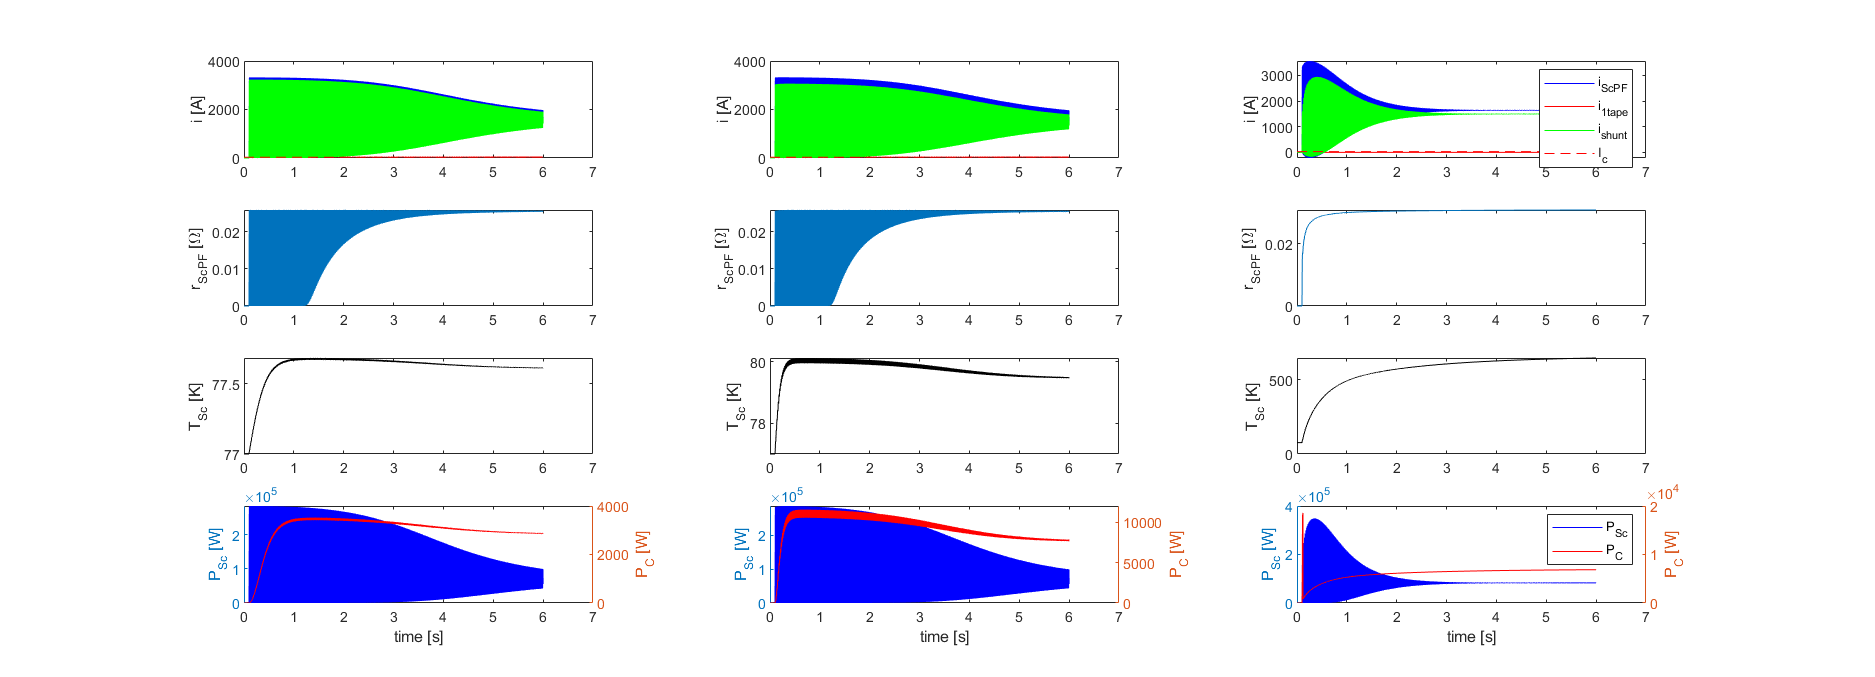 4000
2000
0
i [A]
0 1 2 3 4 5 6 7
4000
2000
0
i [A]
0 1 2 3 4 5 6 7
3000
2000
1000
0
i [A]
0 1 2 3 4 5 6 7
i_ScPF
i_1tape
i_shunt
I_c
0.02
0.01
0
r_ScPF [Ω]
0 1 2 3 4 5 6 7
0.02
0.01
0
r_ScPF [Ω]
0 1 2 3 4 5 6 7
0.02
0
r_ScPF [Ω]
0 1 2 3 4 5 6 7
77.5
77
T_Sc [K]
0 1 2 3 4 5 6 7
80
78
T_Sc [K]
0 1 2 3 4 5 6 7
500
0
T_Sc [K]
0 1 2 3 4 5 6 7
×10^5
2
1
0
P_Sc [W]
4000
2000
0
P_C [W]
0 1 2 3 4 5 6 7
time [s]
×10^5
2
1
0
P_Sc [W]
10000
5000
0
P_C [W]
0 1 2 3 4 5 6 7
time [s]
×10^5
4
2
0
P_Sc [W]
×10^4
2
1
0
P_C [W]
P_Sc
P_C
0 1 2 3 4 5 6 7
time [s]